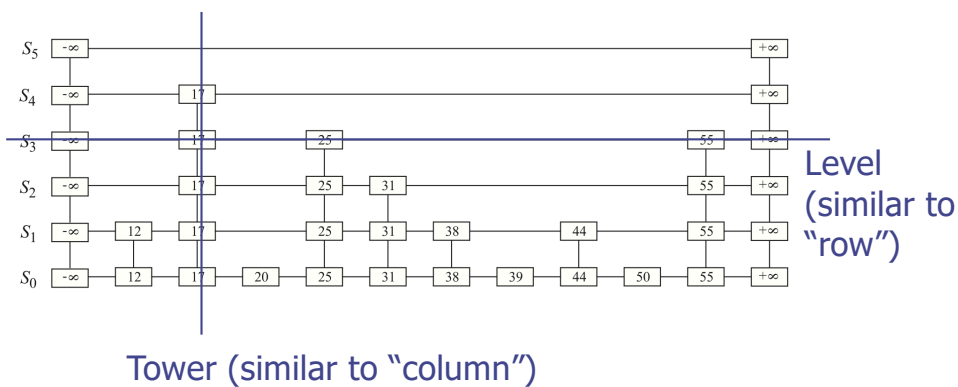 S5 -∞ +∞
S4 -∞ 17 +∞
S3 -∞ 17 25 55 +∞
S2 -∞ 17 25 31 55 +∞
S1 -∞ 12 17 25 31 38 44 55 +∞
S0 -∞ 12 17 20 25 31 38 39 44 50 55 +∞
Level
(similar to
“row”)
Tower (similar to “column”)